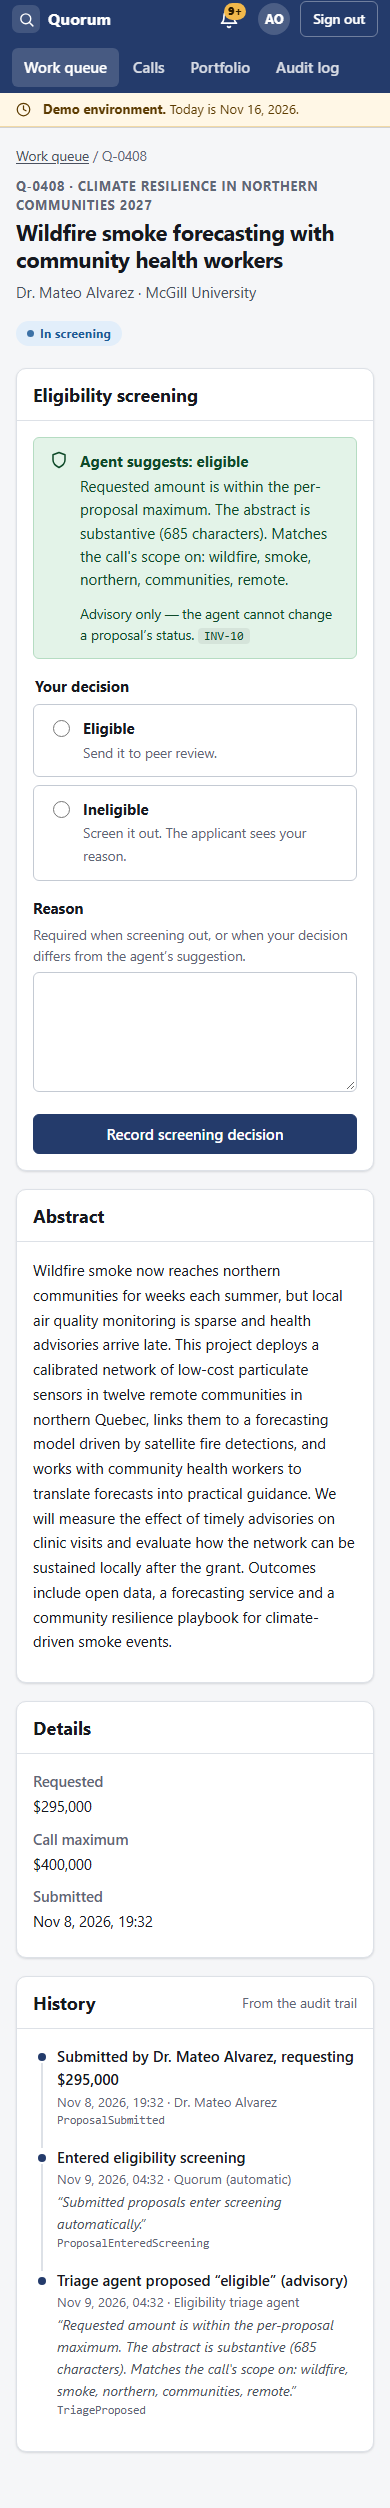 Quorum
9+
AO
Sign out
Work queue
Calls
Portfolio
Audit log
Demo environment. Today is Nov 16, 2026.
Work queue / Q-0408
Q-0408 · CLIMATE RESILIENCE IN NORTHERN
COMMUNITIES 2027
Wildfire smoke forecasting with
community health workers
Dr. Mateo Alvarez · McGill University
In screening
Eligibility screening
Agent suggests: eligible
Requested amount is within the per-
proposal maximum. The abstract is
substantive (685 characters). Matches
the call's scope on: wildfire, smoke,
northern, communities, remote.
Advisory only — the agent cannot change
a proposal's status. INV-10
Your decision
Eligible
Send it to peer review.
Ineligible
Screen it out. The applicant sees your
reason.
Reason
Required when screening out, or when your decision
differs from the agent's suggestion.
Record screening decision
Abstract
Wildfire smoke now reaches northern
communities for weeks each summer, but local
air quality monitoring is sparse and health
advisories arrive late. This project deploys a
calibrated network of low-cost particulate
sensors in twelve remote communities in
northern Quebec, links them to a forecasting
model driven by satellite fire detections, and
works with community health workers to
translate forecasts into practical guidance. We
will measure the effect of timely advisories on
clinic visits and evaluate how the network can be
sustained locally after the grant. Outcomes
include open data, a forecasting service and a
community resilience playbook for climate-
driven smoke events.
Details
Requested
$295,000
Call maximum
$400,000
Submitted
Nov 8, 2026, 19:32
History
From the audit trail
Submitted by Dr. Mateo Alvarez, requesting
$295,000
Nov 8, 2026, 19:32 · Dr. Mateo Alvarez
ProposalSubmitted
Entered eligibility screening
Nov 9, 2026, 04:32 · Quorum (automatic)
“Submitted proposals enter screening
automatically.”
ProposalEnteredScreening
Triage agent proposed “eligible” (advisory)
Nov 9, 2026, 04:32 · Eligibility triage agent
“Requested amount is within the per-proposal
maximum. The abstract is substantive (685
characters). Matches the call's scope on: wildfire,
smoke, northern, communities, remote.”
TriageProposed